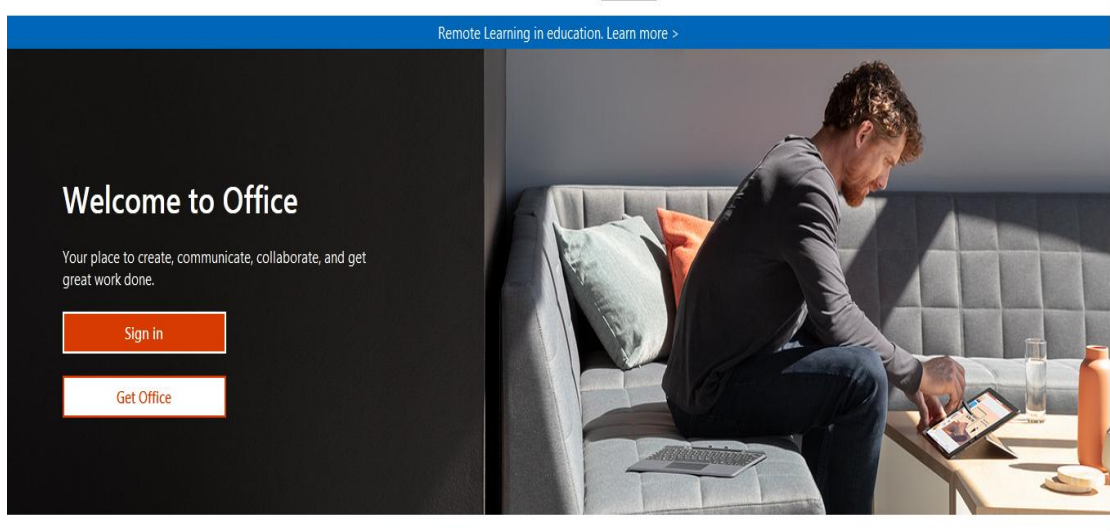 Remote Learning in education. Learn more >
Welcome to Office
Your place to create, communicate, collaborate, and get
great work done.
Sign in
Get Office